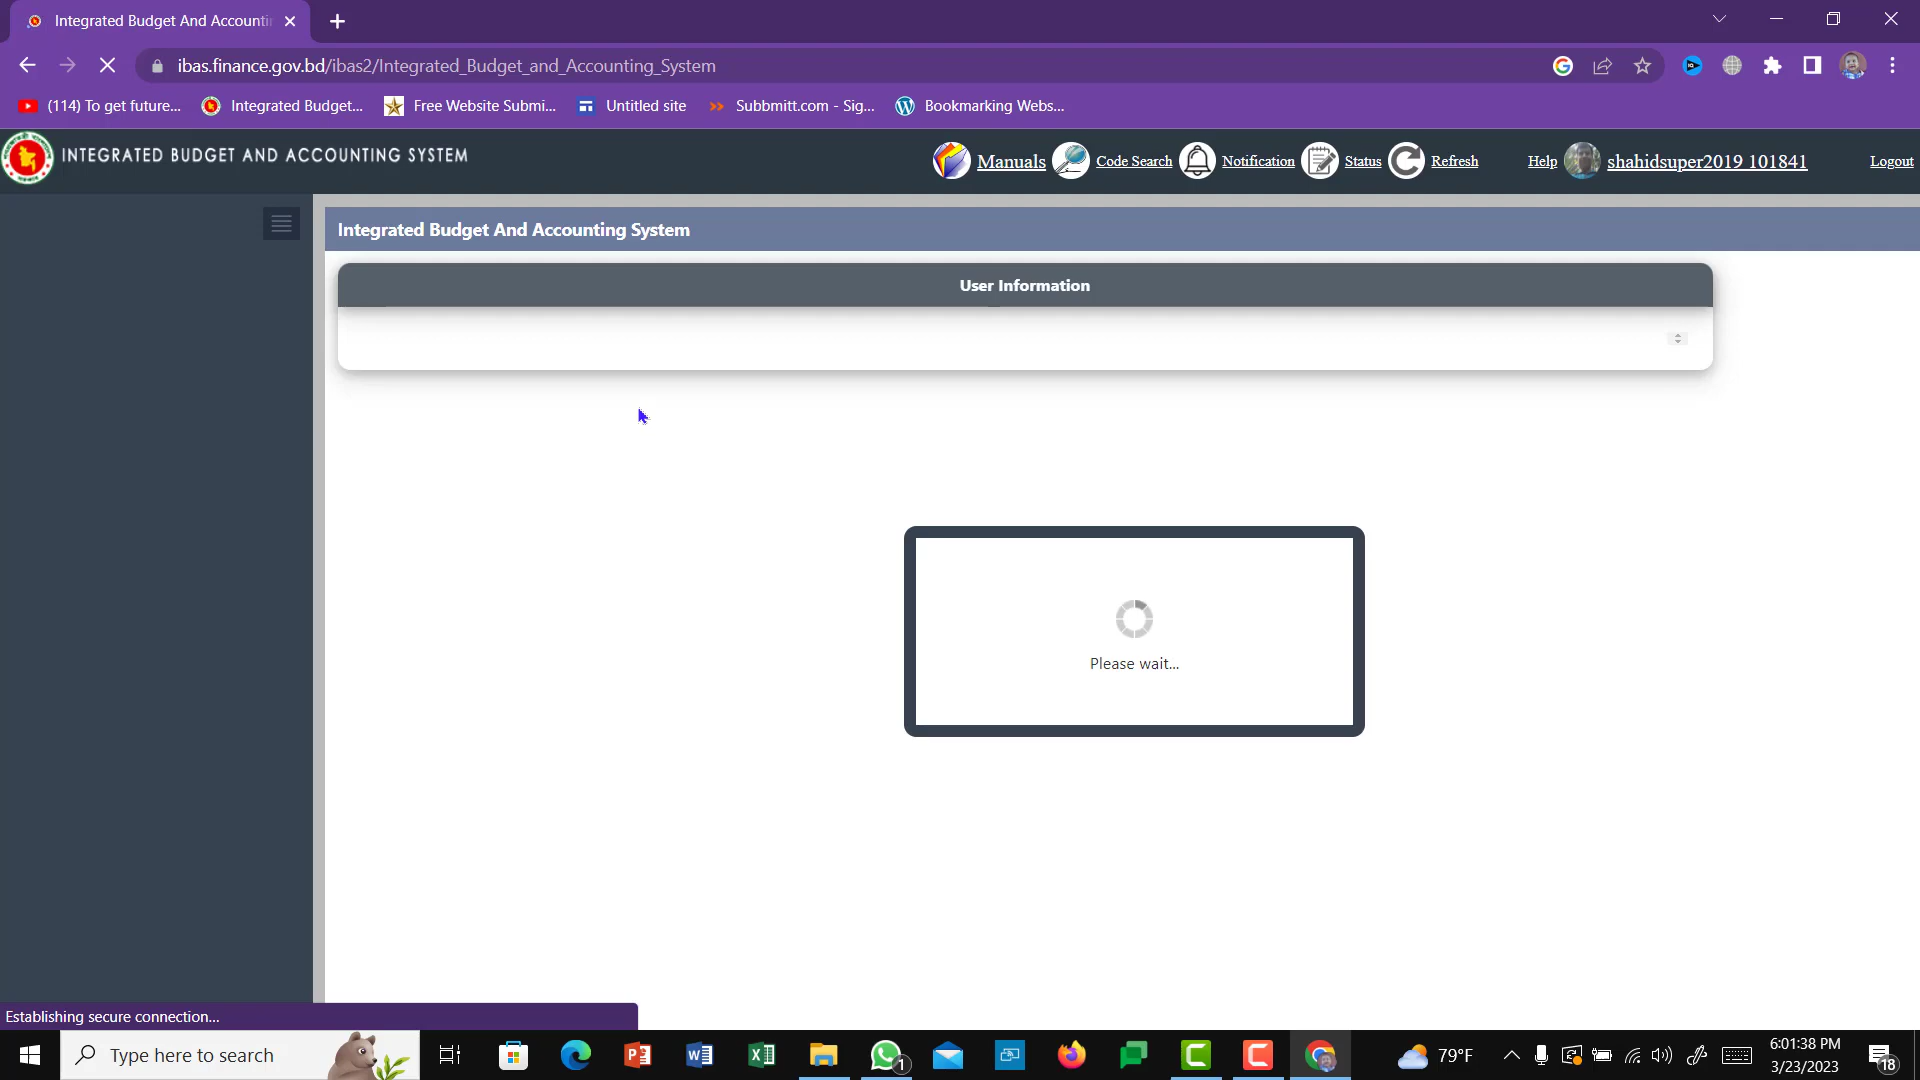 Integrated Budget And Accounti
ibas.finance.gov.bd/ibas2/Integrated_Budget_and_Accounting_System
(114) To get future...
Integrated Budget...
Free Website Submi...
Untitled site
Subbmitt.com - Sig...
Bookmarking Webs...
INTEGRATED BUDGET AND ACCOUNTING SYSTEM
Manuals
Code Search
Notification
Status
Refresh
Help
shahidsuper2019 101841
Logout
Integrated Budget And Accounting System
User Information
Please wait...
Establishing secure connection...
Type here to search
1
79°F
6:01:38 PM
3/23/2023
18